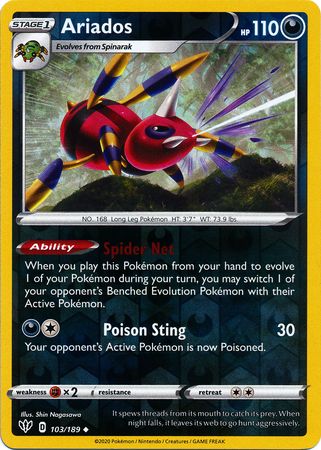 STAGE 1 Ariados HP 110
Evolves from Spinarak
NO. 168 Long Leg Pokémon HT: 3'7" WT: 73.9 lbs.
Ability Spider Net
When you play this Pokémon from your hand to evolve
1 of your Pokémon during your turn, you may switch 1
of your opponent's Benched Evolution Pokémon with their
Active Pokémon.
Poison Sting 30
Your opponent's Active Pokémon is now Poisoned.
weakness ×2 resistance retreat
Illus. Shin Nagasawa
D 103/189
It spews threads from its mouth to catch its prey. When
night falls, it leaves its web to go hunt aggressively.
©2020 Pokémon / Nintendo / Creatures / GAME FREAK